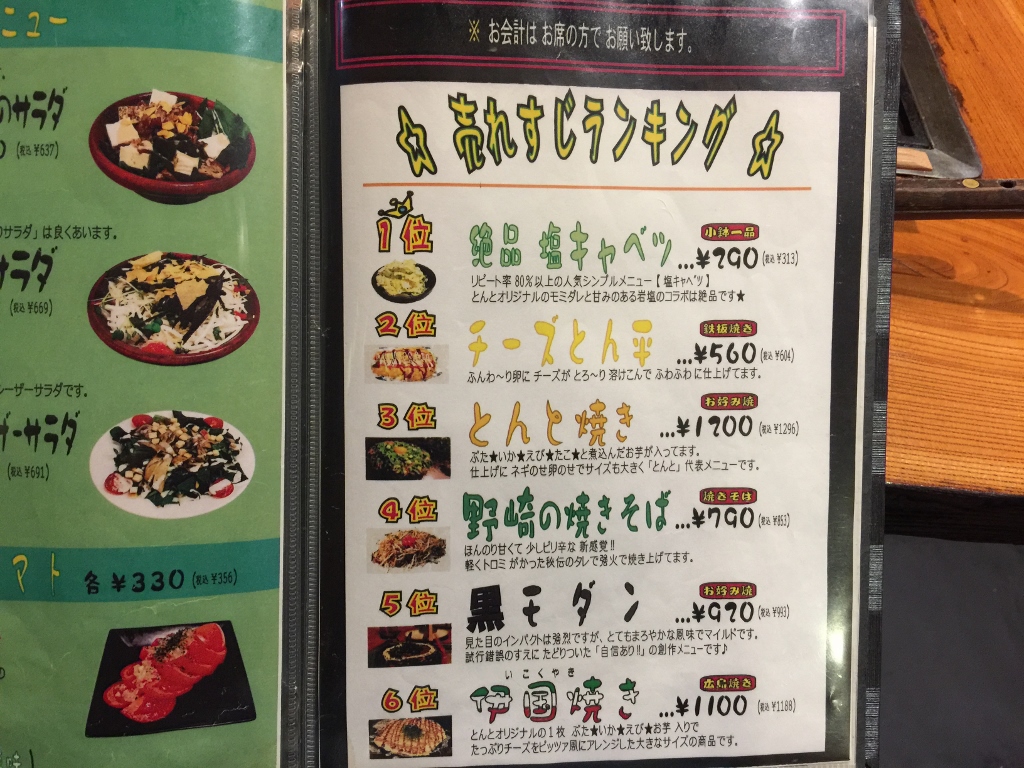 ニュー
のサラダ
(税込 ¥637)
サラダ」は良くあいます。
サラダ
(税込 ¥669)
シーザーサラダです。
ザーサラダ
(税込 ¥691)
マト 各 ¥330 (税込 ¥356)
※ お会計は お席の方で お願い致します。
☆ 売れすじランキング ☆
1位 絶品 塩キャベツ 小鉢一品 ...¥290 (税込 ¥313)
リピート率 80%以上の人気シンプルメニュー【 塩キャベツ 】
とんとオリジナルのモミダレと甘みのある岩塩のコラボは絶品です★
2位 チーズとん平 鉄板焼き ...¥560 (税込 ¥604)
ふんわ〜り卵に チーズが とろ〜り 溶けこんで ふわふわ に仕上げてます。
3位 とんと焼き お好み焼 ...¥1200 (税込 ¥1296)
ぶた★いか★えび★たこ★と煮込んだお芋が入ってます。
仕上げに ネギのせ卵のせでサイズも大きく「とんと」代表メニューです。
4位 野崎の焼きそば 焼きそば ...¥790 (税込 ¥853)
ほんのり甘くて 少しピリ辛な 新感覚!!
軽くトロミ がかった秋伝のタレで強火で焼き上げてます。
5位 黒モダン お好み焼 ...¥920 (税込 ¥993)
見た目のインパクトは強烈ですが、とてもまろやかな風味でマイルドです。
試行錯誤のすえに たどりついた 「自信あり!!」の創作メニューです♪
いこくやき
6位 伊国焼き 広島焼き ...¥1100 (税込 ¥1188)
とんとオリジナルの1枚 ぶた★いか★えび★お芋 入りで
たっぷりチーズをピッツァ風にアレンジした大きなサイズの商品です。